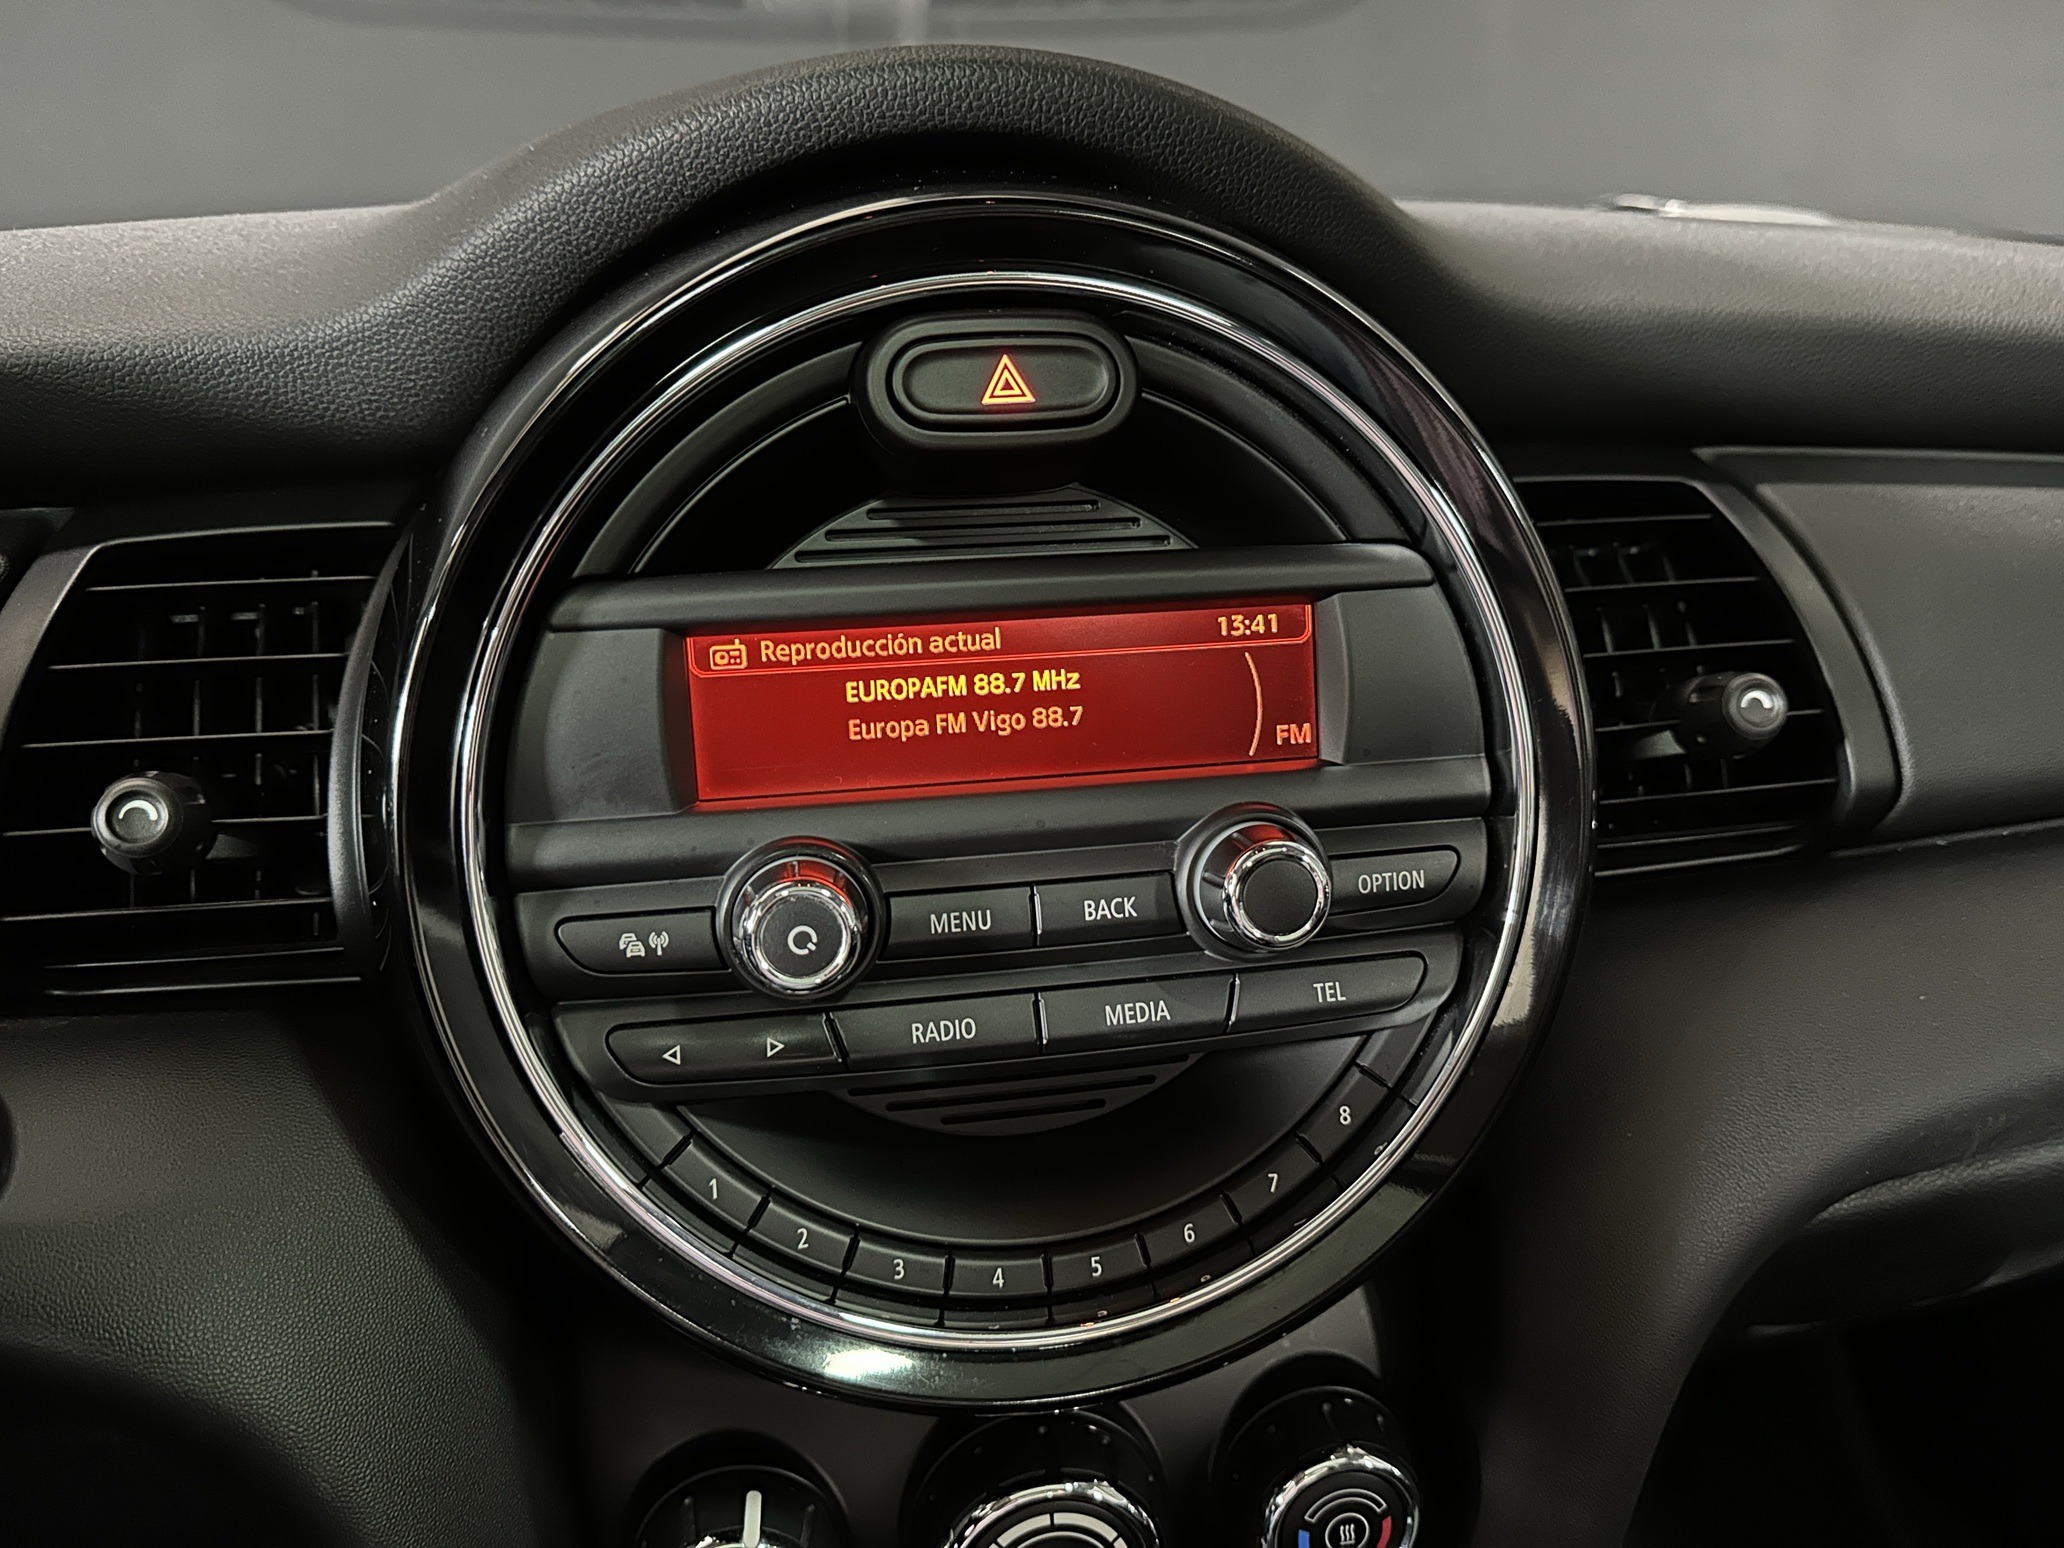 Reproducción actual 13:41
EUROPAFM 88.7 MHz
Europa FM Vigo 88.7
FM
MENU BACK OPTION
RADIO MEDIA TEL
1 2 3 4 5 6 7 8